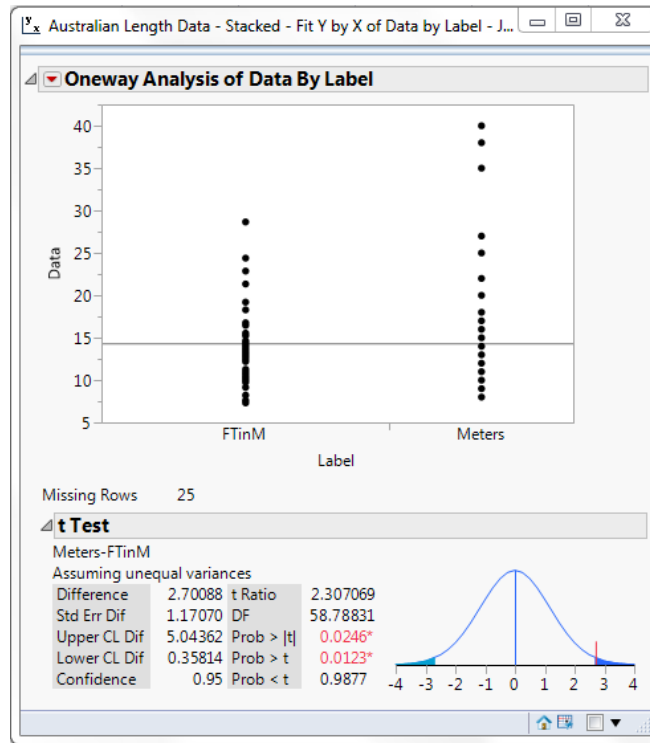 Australian Length Data - Stacked - Fit Y by X of Data by Label - J...
Oneway Analysis of Data By Label
40
35
30
25
20
15
10
5
Data
FTinM Meters
Label
Missing Rows 25
t Test
Meters-FTinM
Assuming unequal variances
Difference 2.70088 t Ratio 2.307069
Std Err Dif 1.17070 DF 58.78831
Upper CL Dif 5.04362 Prob > |t| 0.0246*
Lower CL Dif 0.35814 Prob > t 0.0123*
Confidence 0.95 Prob < t 0.9877
-4 -3 -2 -1 0 1 2 3 4